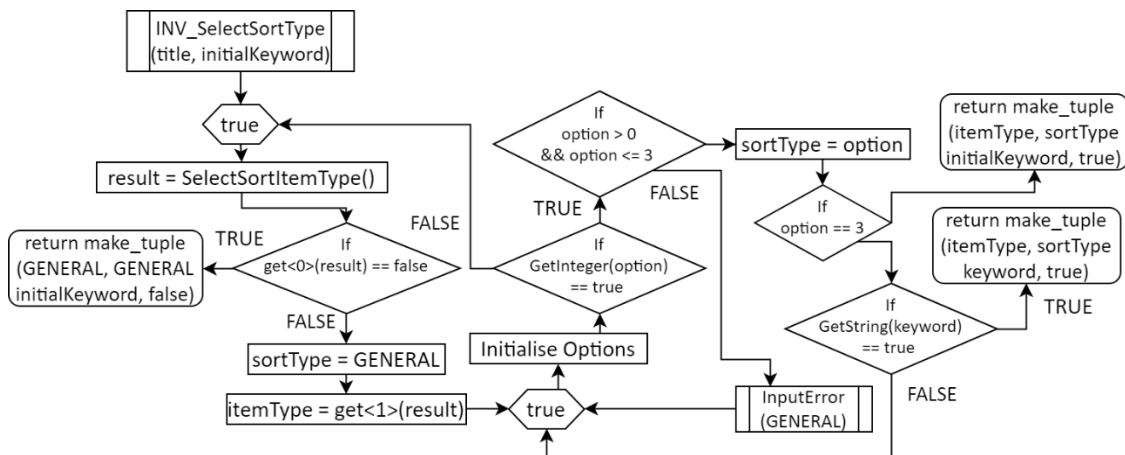 INV_SelectSortType
(title, initialKeyword)
true
result = SelectSortItemType()
TRUE
FALSE
If
get<0>(result) == false
return make_tuple
(GENERAL, GENERAL
initialKeyword, false)
FALSE
sortType = GENERAL
itemType = get<1>(result)
true
Initialise Options
If
GetInteger(option)
== true
TRUE
If
option > 0
&& option <= 3
FALSE
sortType = option
If
option == 3
return make_tuple
(itemType, sortType
initialKeyword, true)
return make_tuple
(itemType, sortType
keyword, true)
TRUE
If
GetString(keyword)
== true
FALSE
InputError
(GENERAL)